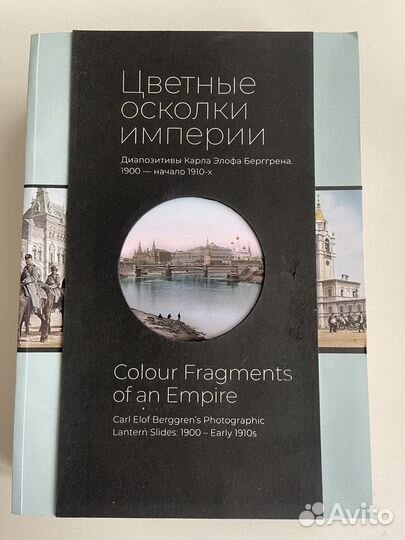 Цветные
осколки
империи
Диапозитивы Карла Элофа Берггрена.
1900 — начало 1910-х
Colour Fragments
of an Empire
Carl Elof Berggren's Photographic
Lantern Slides: 1900 – Early 1910s
Avito